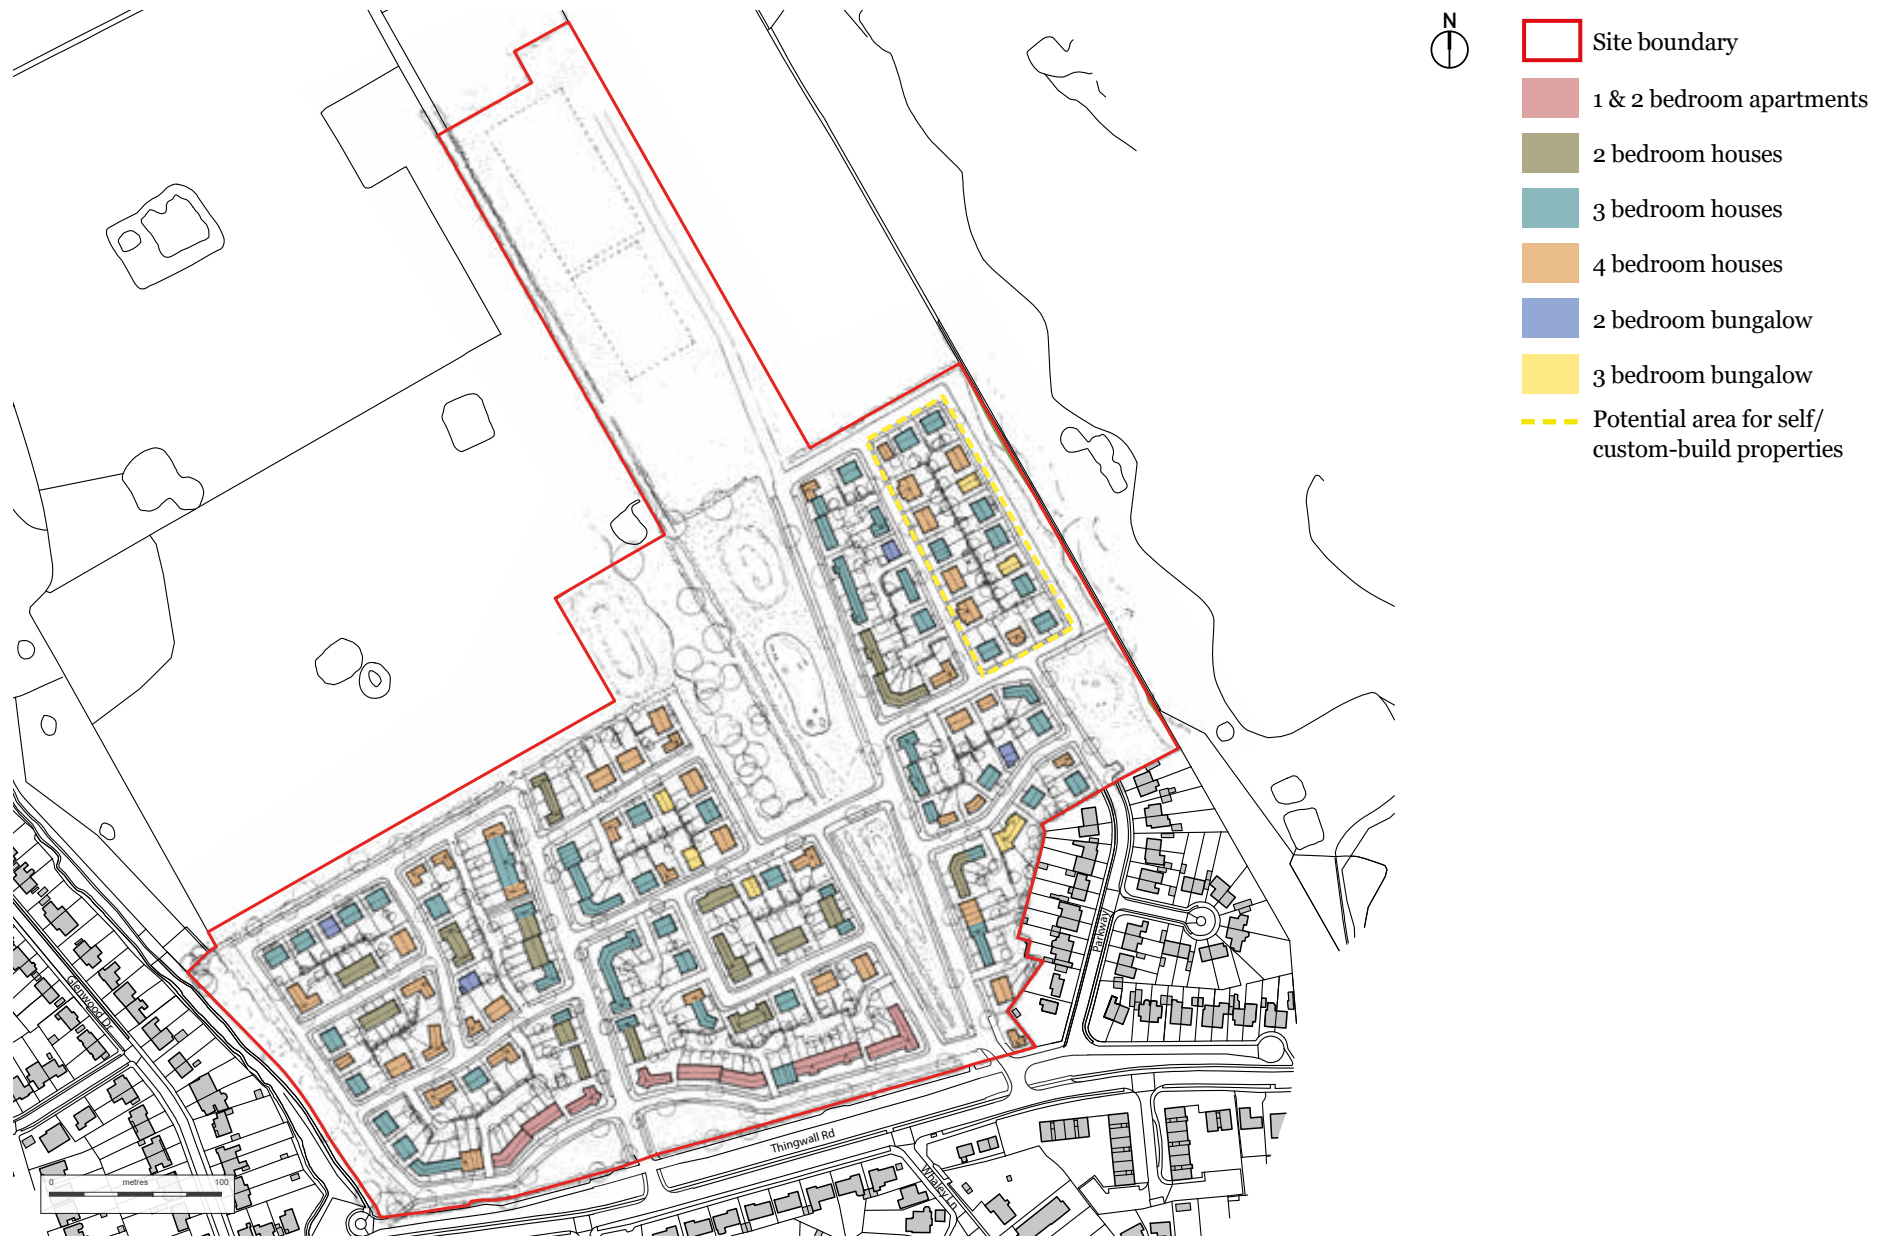 N
Site boundary
1 & 2 bedroom apartments
2 bedroom houses
3 bedroom houses
4 bedroom houses
2 bedroom bungalow
3 bedroom bungalow
Potential area for self/
custom-build properties
Parkway
Glenwood Dr
Thingwall Rd
Whaley Ln
0 metres 100